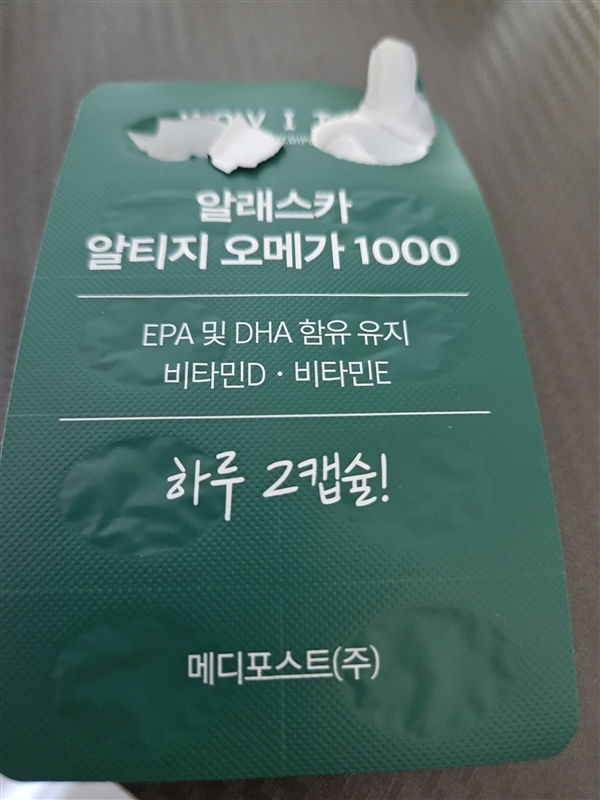 알래스카
알티지 오메가 1000
EPA 및 DHA 함유 유지
비타민D · 비타민E
하루 2캡슐!
메디포스트(주)